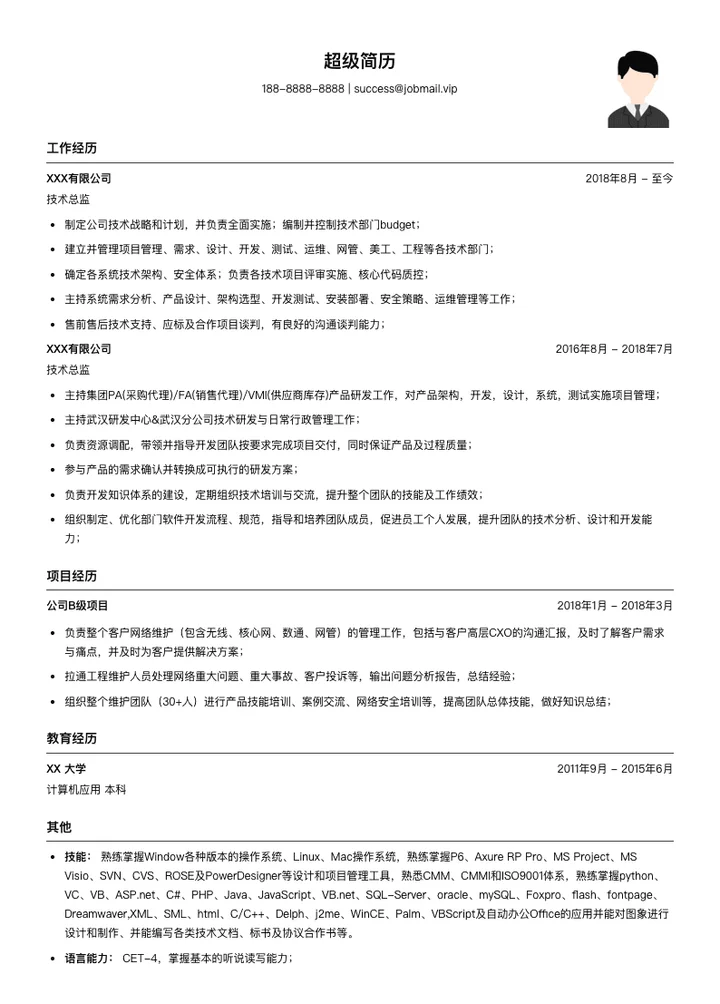 超级简历
188-8888-8888 | success@jobmail.vip
工作经历
XXX有限公司 2018年8月 - 至今
技术总监
• 制定公司技术战略和计划，并负责全面实施；编制并控制技术部门budget；
• 建立并管理项目管理、需求、设计、开发、测试、运维、网管、美工、工程等各技术部门；
• 确定各系统技术架构、安全体系；负责各技术项目评审实施、核心代码质控；
• 主持系统需求分析、产品设计、架构选型、开发测试、安装部署、安全策略、运维管理等工作；
• 售前售后技术支持、应标及合作项目谈判，有良好的沟通谈判能力；
XXX有限公司 2016年8月 - 2018年7月
技术总监
• 主持集团PA(采购代理)/FA(销售代理)/VMI(供应商库存)产品研发工作，对产品架构，开发，设计，系统，测试实施项目管理；
• 主持武汉研发中心&武汉分公司技术研发与日常行政管理工作；
• 负责资源调配，带领并指导开发团队按要求完成项目交付，同时保证产品及过程质量；
• 参与产品的需求确认并转换成可执行的研发方案；
• 负责开发知识体系的建设，定期组织技术培训与交流，提升整个团队的技能及工作绩效；
• 组织制定、优化部门软件开发流程、规范，指导和培养团队成员，促进员工个人发展，提升团队的技术分析、设计和开发能
力；
项目经历
公司B级项目 2018年1月 - 2018年3月
• 负责整个客户网络维护（包含无线、核心网、数通、网管）的管理工作，包括与客户高层CXO的沟通汇报，及时了解客户需求
与痛点，并及时为客户提供解决方案；
• 拉通工程维护人员处理网络重大问题、重大事故、客户投诉等，输出问题分析报告，总结经验；
• 组织整个维护团队（30+人）进行产品技能培训、案例交流、网络安全培训等，提高团队总体技能，做好知识总结；
教育经历
XX 大学 2011年9月 - 2015年6月
计算机应用 本科
其他
• 技能： 熟练掌握Window各种版本的操作系统、Linux、Mac操作系统，熟练掌握P6、Axure RP Pro、MS Project、MS
Visio、SVN、CVS、ROSE及PowerDesigner等设计和项目管理工具，熟悉CMM、CMMI和ISO9001体系，熟练掌握python、
VC、VB、ASP.net、C#、PHP、Java、JavaScript、VB.net、SQL-Server、oracle、mySQL、Foxpro、flash、fontpage、
Dreamwaver,XML、SML、html、C/C++、Delph、j2me、WinCE、Palm、VBScript及自动办公Office的应用并能对图象进行
设计和制作、并能编写各类技术文档、标书及协议合作书等。
• 语言能力： CET-4，掌握基本的听说读写能力；